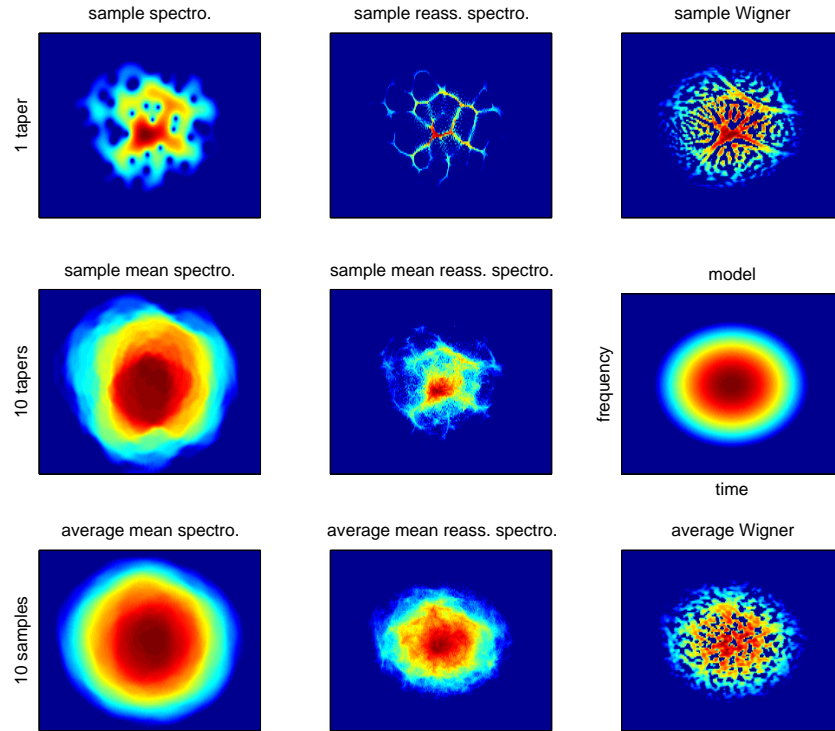 sample spectro.
sample reass. spectro.
sample Wigner
1 taper
sample mean spectro.
sample mean reass. spectro.
model
10 tapers
frequency
time
average mean spectro.
average mean reass. spectro.
average Wigner
10 samples